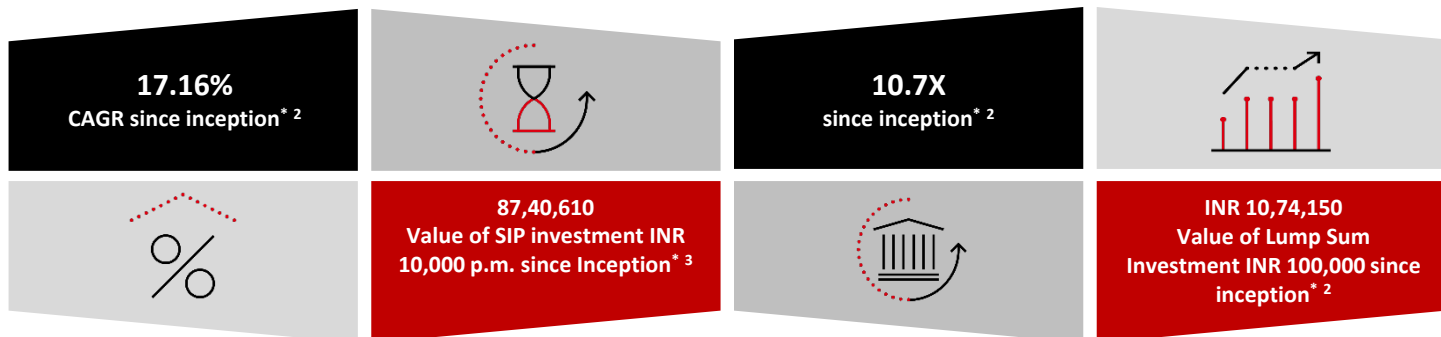 17.16%
CAGR since inception* 2
10.7X
since inception* 2
87,40,610
Value of SIP investment INR
10,000 p.m. since Inception* 3
INR 10,74,150
Value of Lump Sum
Investment INR 100,000 since
inception* 2